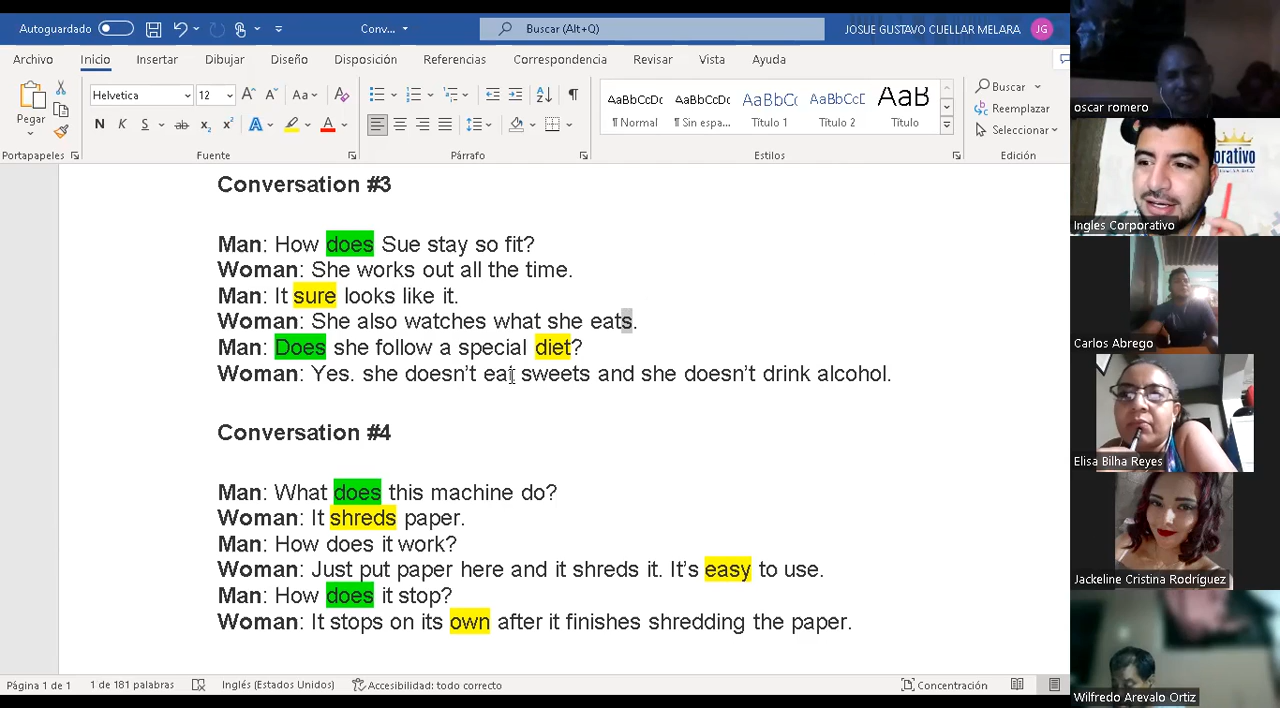 Autoguardado Conv... Buscar (Alt+Q) JOSUE GUSTAVO CUELLAR MELARA JG
Archivo Inicio Insertar Dibujar Diseño Disposición Referencias Correspondencia Revisar Vista Ayuda
Helvetica 12
Pegar
N K S ab x₂ x² A A
AaBbCcDc AaBbCcDc AaBbCc AaBbCcD AaB
¶ Normal ¶ Sin espa... Título 1 Título 2 Título
Buscar
Reemplazar
Seleccionar
Portapapeles Fuente Párrafo Estilos Edición
Conversation #3
Man: How does Sue stay so fit?
Woman: She works out all the time.
Man: It sure looks like it.
Woman: She also watches what she eats.
Man: Does she follow a special diet?
Woman: Yes. she doesn’t eat sweets and she doesn’t drink alcohol.
Conversation #4
Man: What does this machine do?
Woman: It shreds paper.
Man: How does it work?
Woman: Just put paper here and it shreds it. It’s easy to use.
Man: How does it stop?
Woman: It stops on its own after it finishes shredding the paper.
Página 1 de 1 1 de 181 palabras Inglés (Estados Unidos) Accesibilidad: todo correcto Concentración
oscar romero
orativo
Ingles Corporativo
Carlos Abrego
Elisa Bilha Reyes
Jackeline Cristina Rodríguez
Wilfredo Arevalo Ortiz